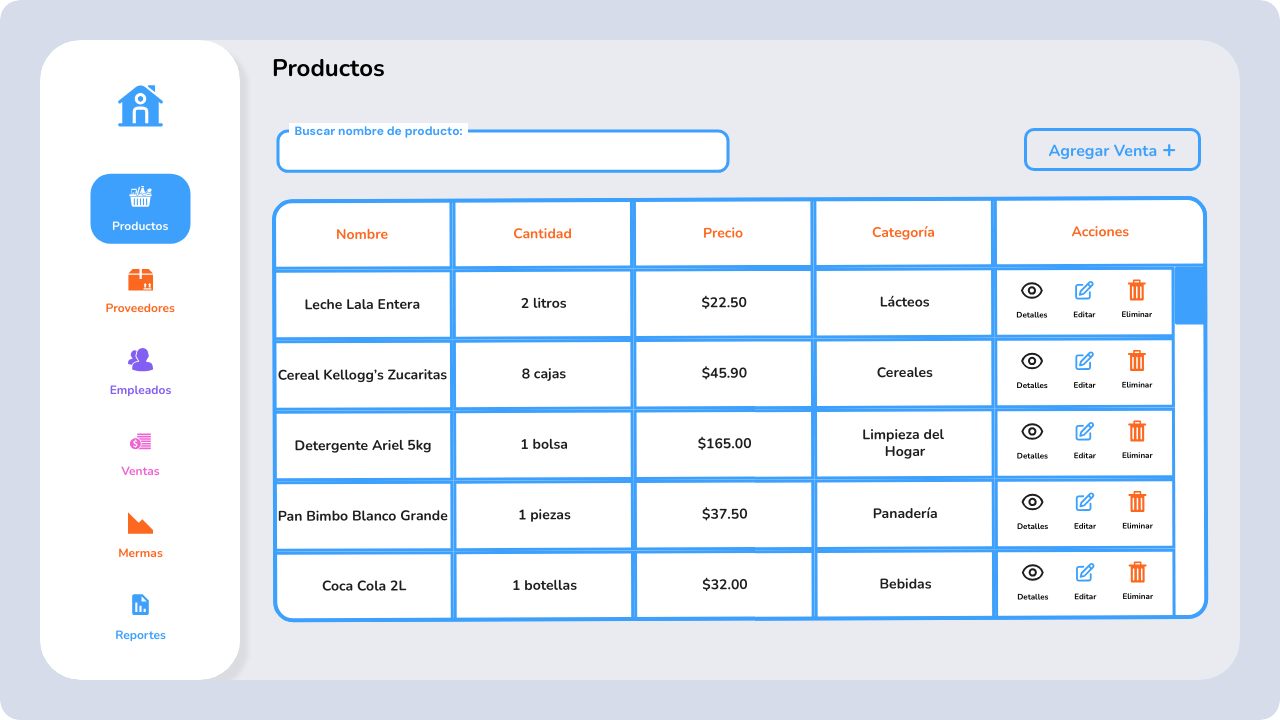 Productos
Buscar nombre de producto:
Agregar Venta +
Productos
Proveedores
Empleados
Ventas
Mermas
Reportes
Nombre Cantidad Precio Categoría Acciones
Leche Lala Entera 2 litros $22.50 Lácteos Detalles Editar Eliminar
Cereal Kellogg's Zucaritas 8 cajas $45.90 Cereales Detalles Editar Eliminar
Detergente Ariel 5kg 1 bolsa $165.00 Limpieza del
Hogar Detalles Editar Eliminar
Pan Bimbo Blanco Grande 1 piezas $37.50 Panadería Detalles Editar Eliminar
Coca Cola 2L 1 botellas $32.00 Bebidas Detalles Editar Eliminar